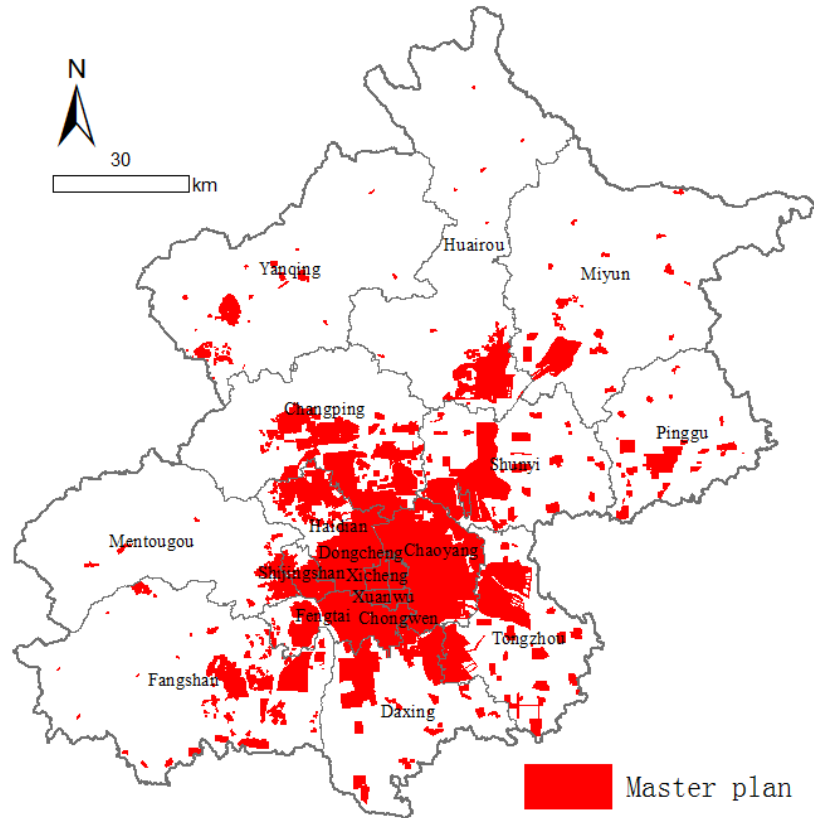 N
30
km
Huairou
Yanqing
Miyun
Changping
Pinggu
Shunyi
Haidian
Mentougou
Dongcheng
Chaoyang
Shijingshan
Xicheng
Xuanwu
Fengtai
Chongwen
Tongzhou
Fangshan
Daxing
Master plan